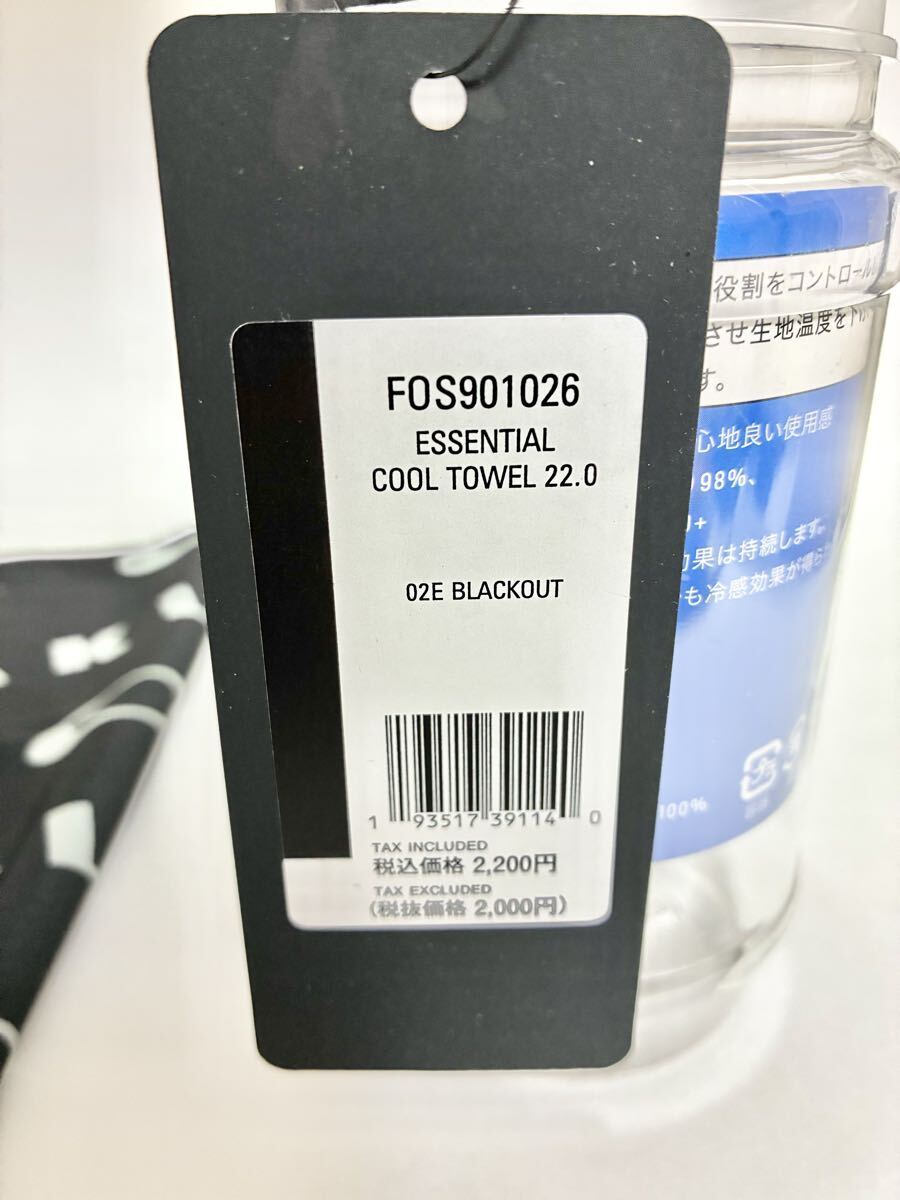 FOS901026
ESSENTIAL
COOL TOWEL 22.0
02E BLACKOUT
1 93517 39114 0
TAX INCLUDED
税込価格 2,200円
TAX EXCLUDED
(税抜価格 2,000円)
役割をコントロール
させ生地温度を下げ
す。
心地良い使用感
98%、
効果は持続します。
も冷感効果が得ら
100%